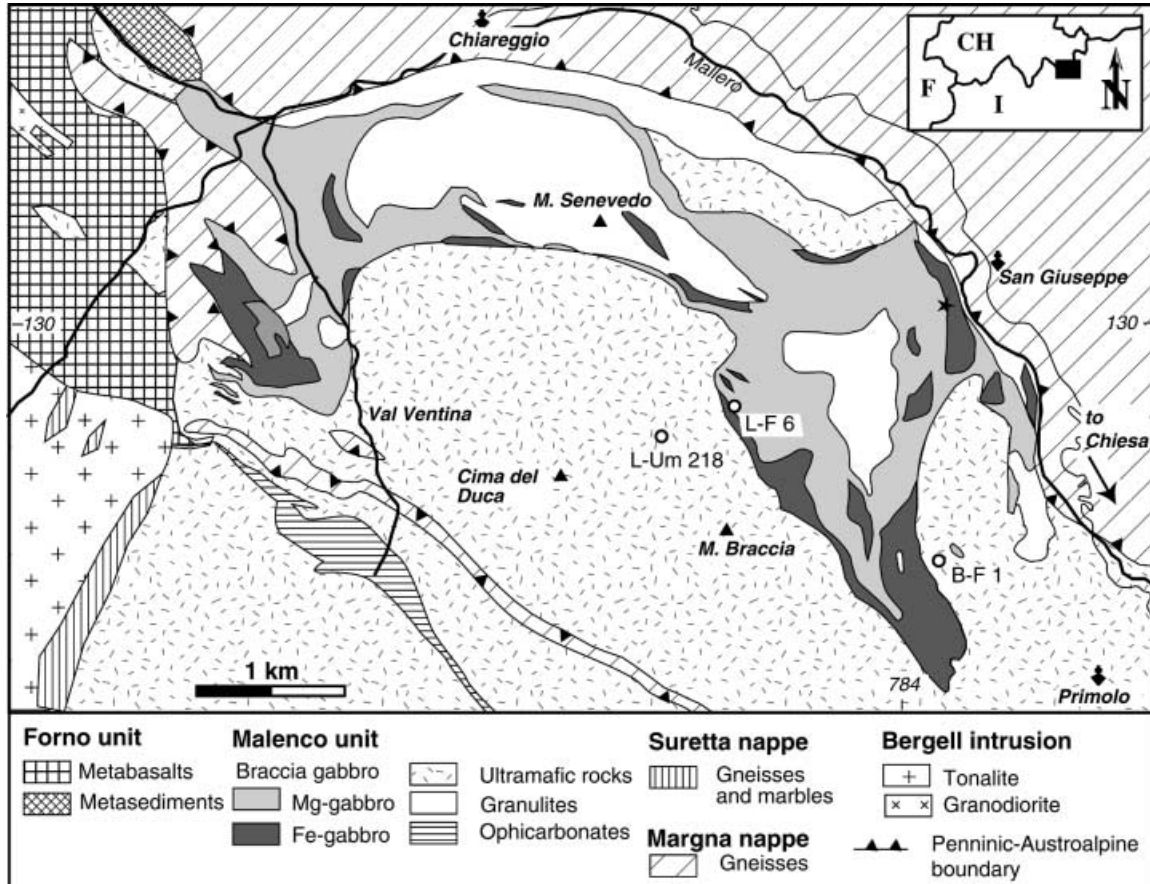 Chiareggio
Mallero
CH
F
I
N
M. Senevedo
San Giuseppe
130
130
Val Ventina
L-F 6
L-Um 218
to
Chiesa
Cima del
Duca
M. Braccia
B-F 1
1 km
784
Primolo
Forno unit
Metabasalts
Metasediments
Malenco unit
Braccia gabbro
Mg-gabbro
Fe-gabbro
Ultramafic rocks
Granulites
Ophicarbonates
Suretta nappe
Gneisses
and marbles
Margna nappe
Gneisses
Bergell intrusion
Tonalite
Granodiorite
Penninic-Austroalpine
boundary